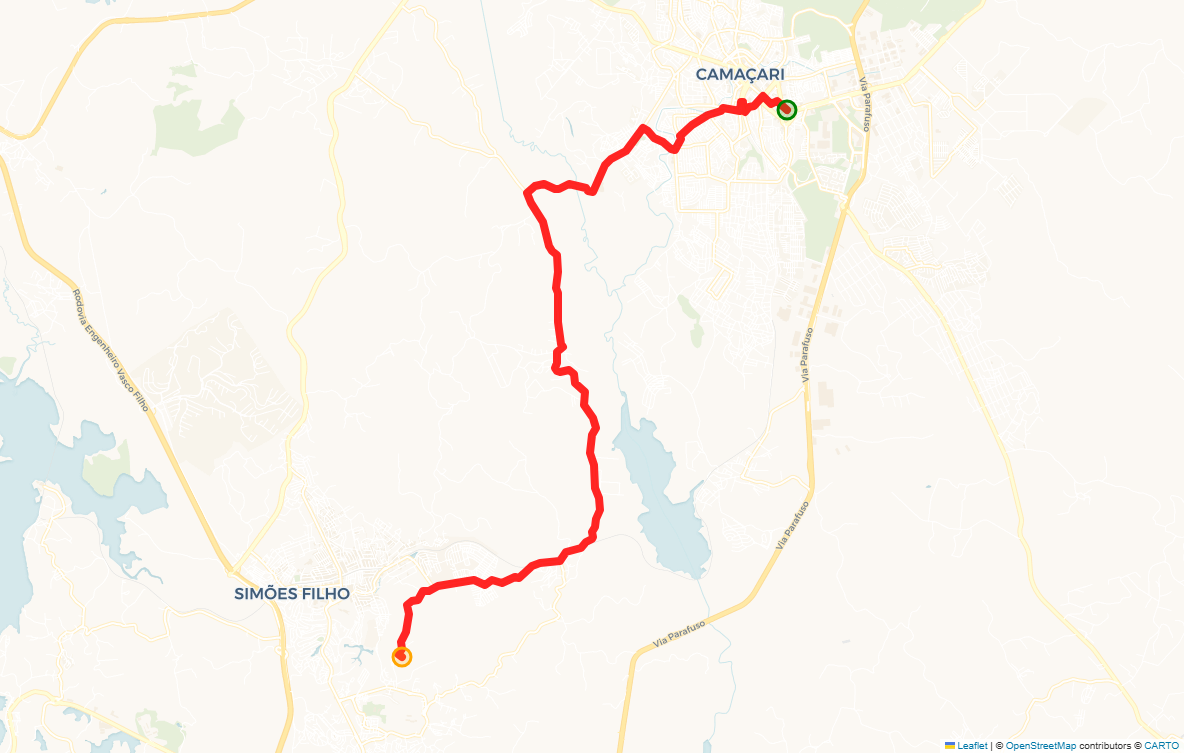 CAMAÇARI
Via Parafuso
Rodovia Engenheiro Vasco Filho
Via Parafuso
Via Parafuso
SIMÕES FILHO
Via Parafuso
Leaflet | © OpenStreetMap contributors © CARTO